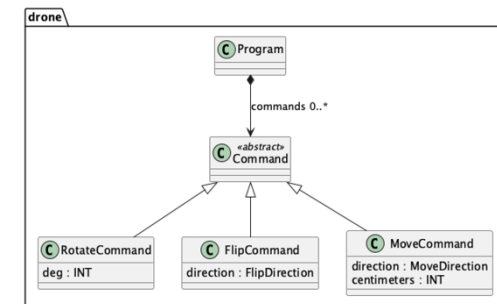 drone
C Program
commands 0..*
C «abstract»
Command
C RotateCommand
deg : INT
C FlipCommand
direction : FlipDirection
C MoveCommand
direction : MoveDirection
centimeters : INT